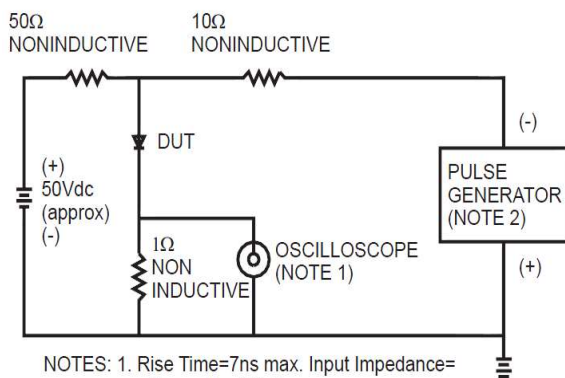 50Ω
NONINDUCTIVE
10Ω
NONINDUCTIVE
DUT
(+)
50Vdc
(approx)
(-)
1Ω
NON
INDUCTIVE
OSCILLOSCOPE
(NOTE 1)
(-)
PULSE
GENERATOR
(NOTE 2)
(+)
NOTES: 1. Rise Time=7ns max. Input Impedance=